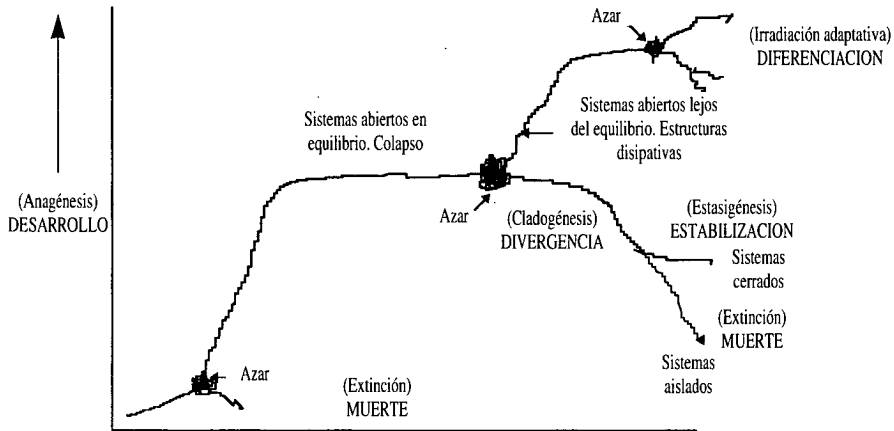 Azar
(Irradiación adaptativa)
DIFERENCIACION
Sistemas abiertos en
equilibrio. Colapso
Sistemas abiertos lejos
del equilibrio. Estructuras
disipativas
(Anagénesis)
DESARROLLO
Azar
(Cladogénesis)
DIVERGENCIA
(Estasigénesis)
ESTABILIZACION
Sistemas
cerrados
(Extinción)
MUERTE
Sistemas
aislados
Azar
(Extinción)
MUERTE